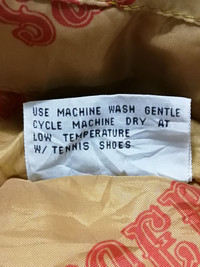 USE MACHINE WASH GENTLE
CYCLE MACHINE DRY AT
LOW TEMPERATURE
W/ TENNIS SHOES